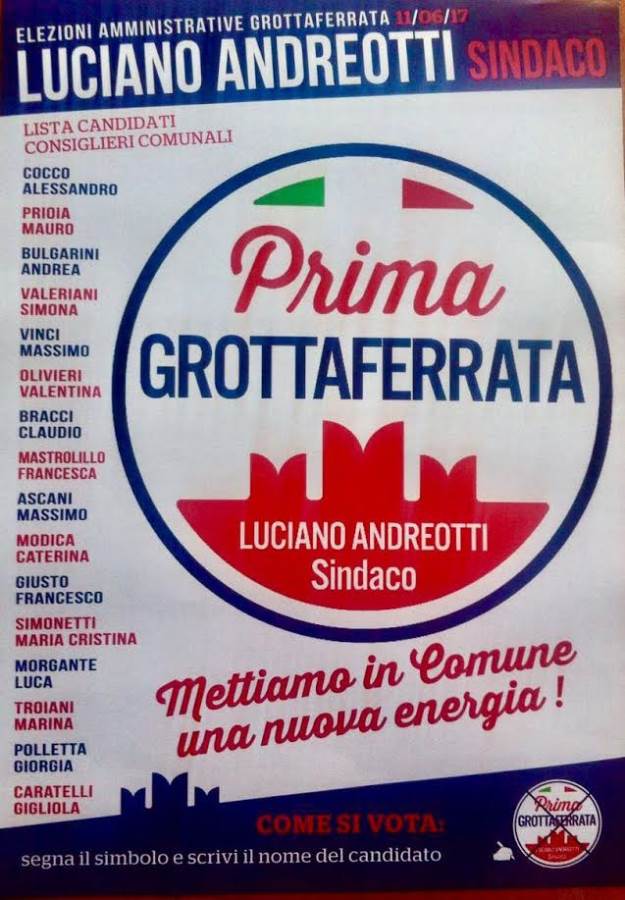 ELEZIONI AMMINISTRATIVE GROTTAFERRATA 11/06/17
LUCIANO ANDREOTTI SINDACO
LISTA CANDIDATI
CONSIGLIERI COMUNALI
COCCO
ALESSANDRO
PRIOIA
MAURO
BULGARINI
ANDREA
VALERIANI
SIMONA
VINCI
MASSIMO
OLIVIERI
VALENTINA
BRACCI
CLAUDIO
MASTROLILLO
FRANCESCA
ASCANI
MASSIMO
MODICA
CATERINA
GIUSTO
FRANCESCO
SIMONETTI
MARIA CRISTINA
MORGANTE
LUCA
TROIANI
MARINA
POLLETTA
GIORGIA
CARATELLI
GIGLIOLA
Prima
GROTTAFERRATA
LUCIANO ANDREOTTI
Sindaco
Mettiamo in Comune
una nuova energia !
COME SI VOTA:
segna il simbolo e scrivi il nome del candidato
Prima
GROTTAFERRATA
LUCIANO ANDREOTTI
Sindaco